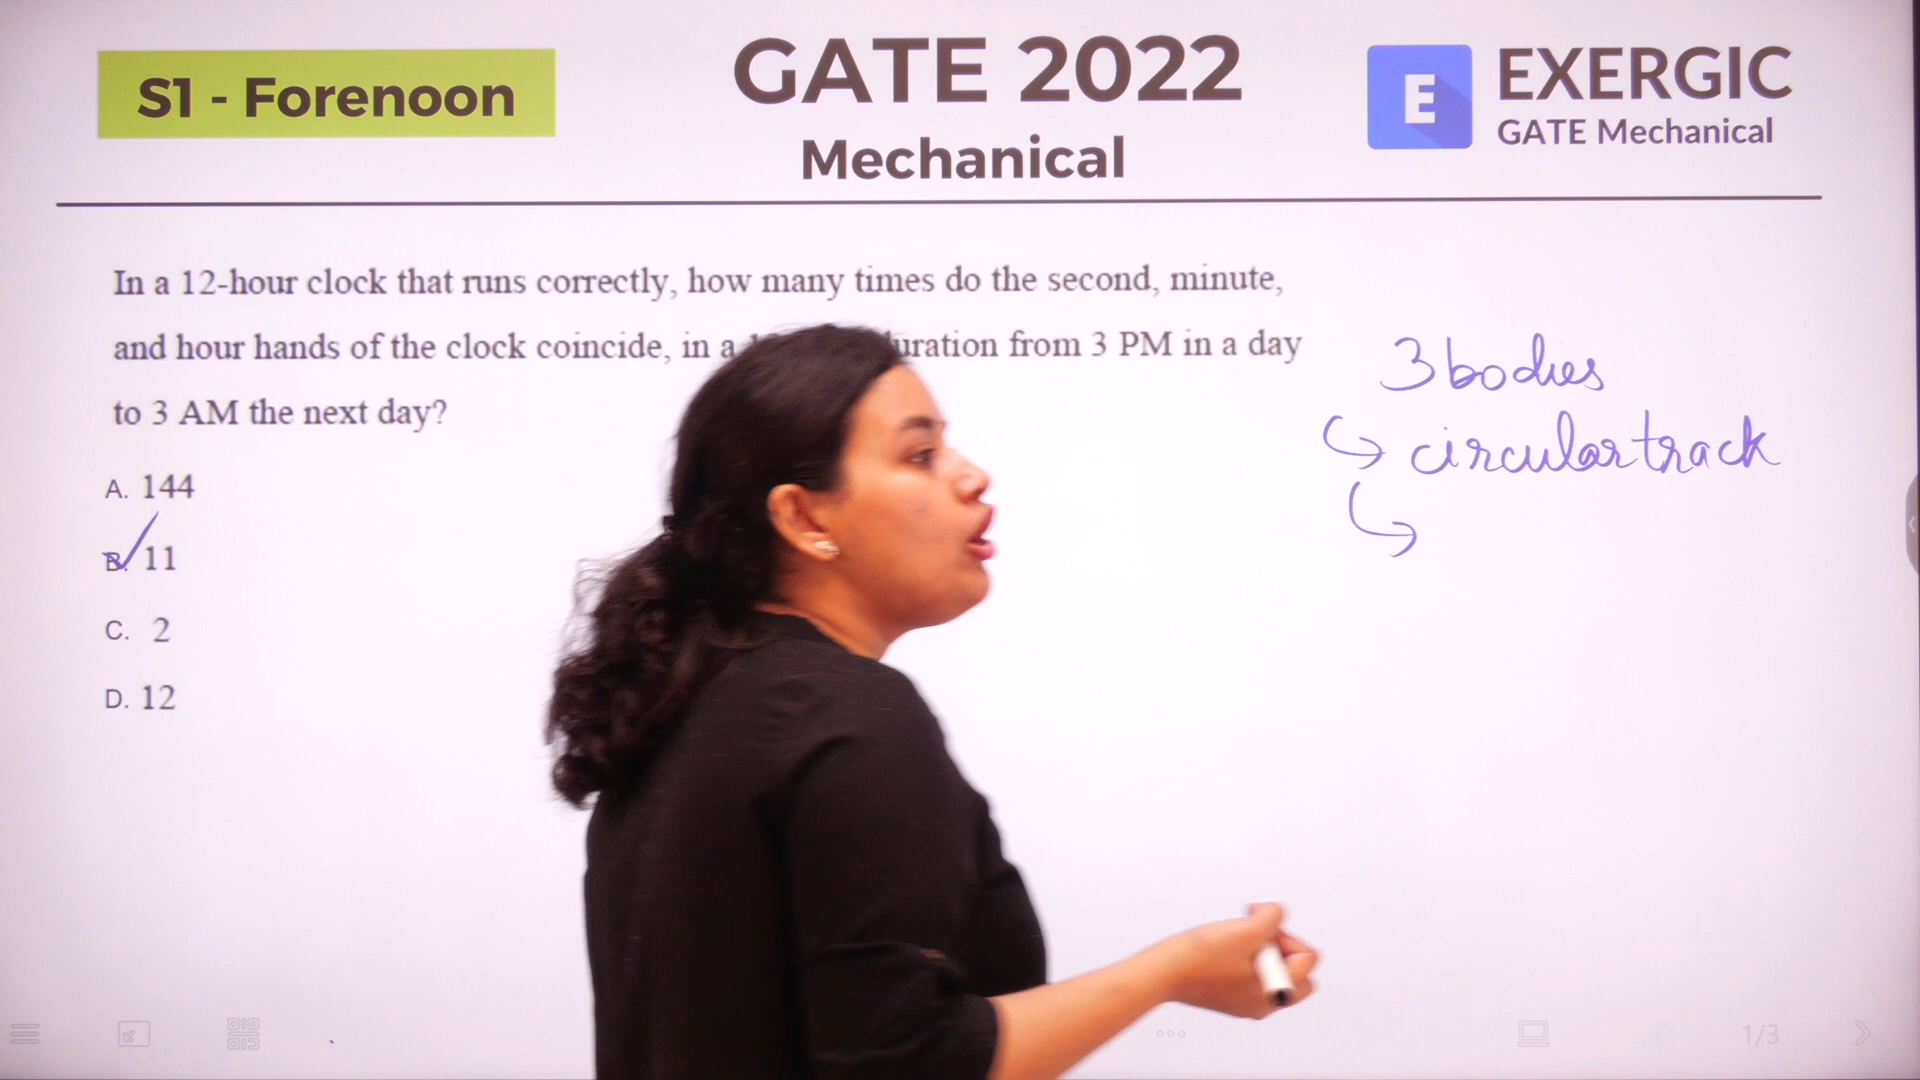 S1 - Forenoon
GATE 2022
Mechanical
E
EXERGIC
GATE Mechanical
In a 12-hour clock that runs correctly, how many times do the second, minute,
and hour hands of the clock coincide, in a uration from 3 PM in a day
to 3 AM the next day?
A. 144
B. 11
C. 2
D. 12
3 bodies
circular track
1/3